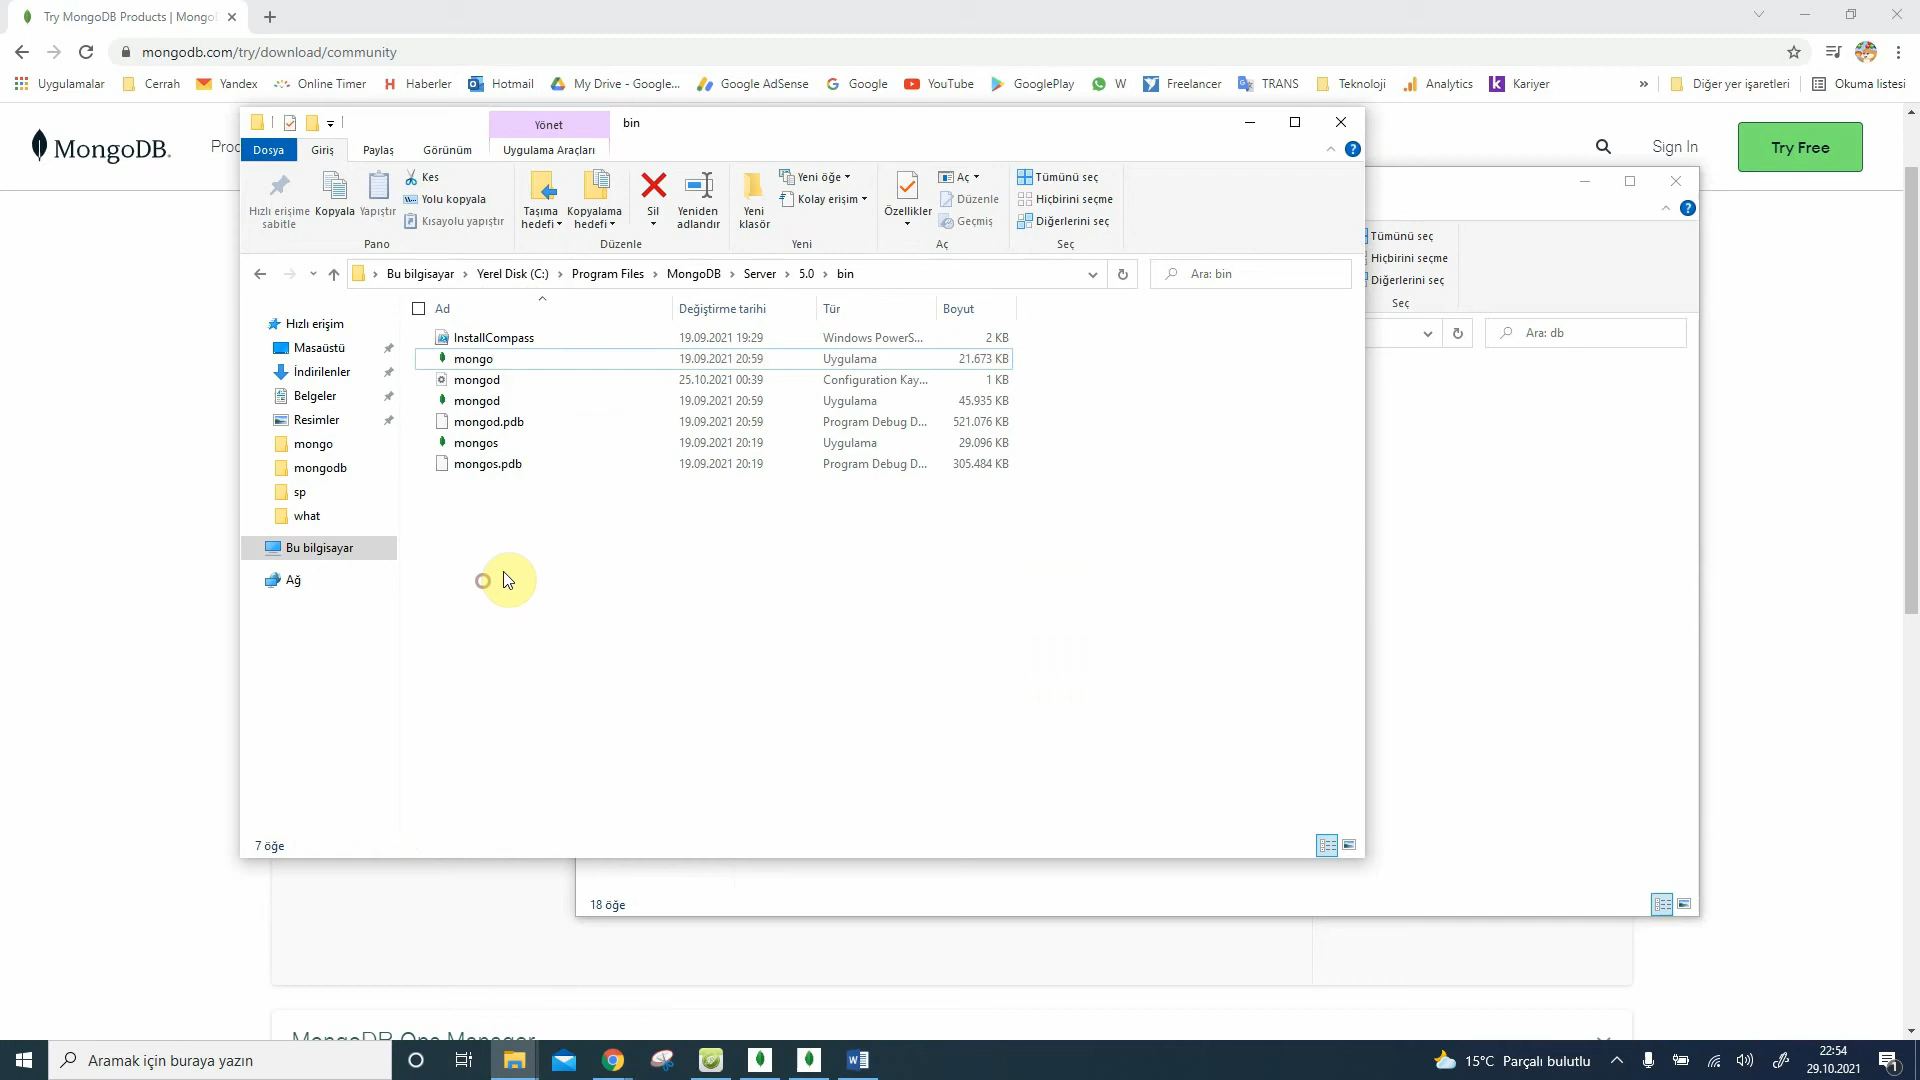 Try MongoDB Products | Mongo
mongodb.com/try/download/community
Uygulamalar
Cerrah
Yandex
Online Timer
Haberler
Hotmail
My Drive - Google...
Google AdSense
Google
YouTube
GooglePlay
W
Freelancer
TRANS
Teknoloji
Analytics
Kariyer
»
Diğer yer işaretleri
Okuma listesi
MongoDB.
Sign In
Try Free
Yönet
bin
Dosya
Giriş
Paylaş
Görünüm
Uygulama Araçları
Hızlı erişime
sabitle
Kopyala
Yapıştır
Kes
Yolu kopyala
Kısayolu yapıştır
Pano
Taşıma
hedefi
Kopyalama
hedefi
Sil
Yeniden
adlandır
Düzenle
Yeni
klasör
Yeni öğe
Kolay erişim
Yeni
Özellikler
Aç
Düzenle
Geçmiş
Aç
Tümünü seç
Hiçbirini seçme
Diğerlerini seç
Seç
Tümünü seç
Hiçbirini seçme
Diğerlerini seç
Seç
Bu bilgisayar > Yerel Disk (C:) > Program Files > MongoDB > Server > 5.0 > bin
Ara: bin
Ara: db
Ad Değiştirme tarihi Tür Boyut
InstallCompass 19.09.2021 19:29 Windows PowerS... 2 KB
mongo 19.09.2021 20:59 Uygulama 21.673 KB
mongod 25.10.2021 00:39 Configuration Kay... 1 KB
mongod 19.09.2021 20:59 Uygulama 45.935 KB
mongod.pdb 19.09.2021 20:59 Program Debug D... 521.076 KB
mongos 19.09.2021 20:19 Uygulama 29.096 KB
mongos.pdb 19.09.2021 20:19 Program Debug D... 305.484 KB
Hızlı erişim
Masaüstü
İndirilenler
Belgeler
Resimler
mongo
mongodb
sp
what
Bu bilgisayar
Ağ
7 öğe
18 öğe
MongoDB Ops Manager
Aramak için buraya yazın
15°C Parçalı bulutlu
22:54
29.10.2021
1